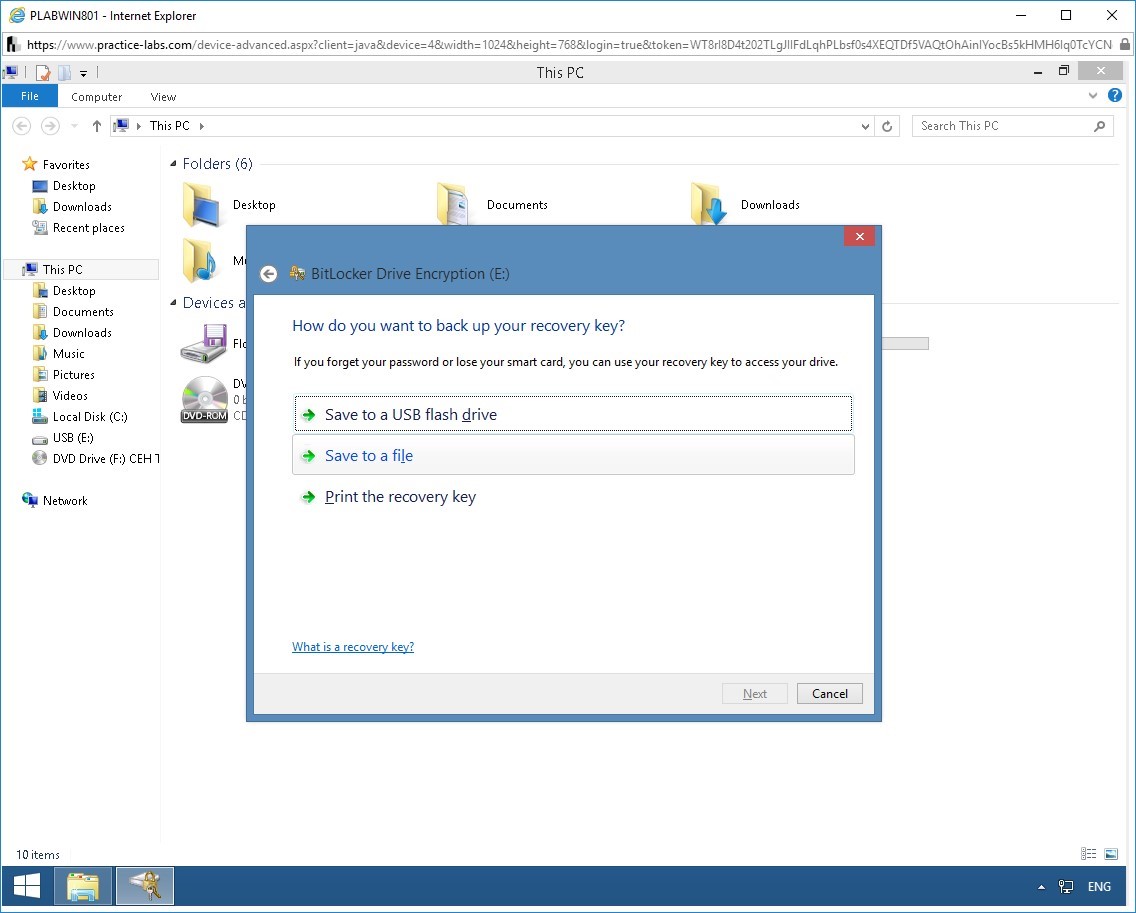 PLABWIN801 - Internet Explorer
https://www.practice-labs.com/device-advanced.aspx?client=java&device=4&width=1024&height=768&login=true&token=
This PC
File Computer View
This PC
Search This PC
Favorites
Desktop
Downloads
Recent places
This PC
Desktop
Documents
Downloads
Music
Pictures
Videos
Local Disk (C:)
USB (E:)
DVD Drive (F:) CEH T
Network
Folders (6)
Desktop
Documents
Downloads
Mu
Devices a
Flo
DV
0 b
CD
DVD-ROM
BitLocker Drive Encryption (E:)
How do you want to back up your recovery key?
If you forget your password or lose your smart card, you can use your recovery key to access your drive.
Save to a USB flash drive
Save to a file
Print the recovery key
What is a recovery key?
Next
Cancel
10 items
ENG